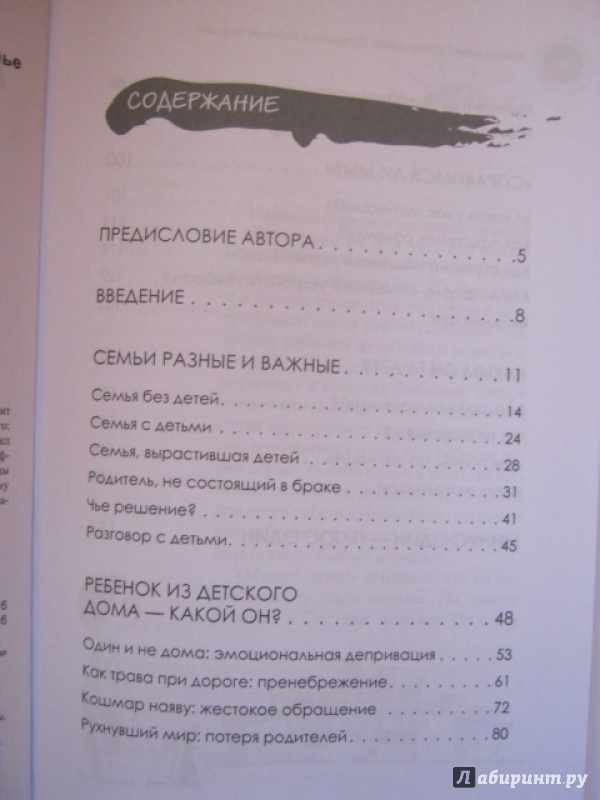 СОДЕРЖАНИЕ
ПРЕДИСЛОВИЕ АВТОРА . . . . . . . . . . . . . . . . 5
ВВЕДЕНИЕ . . . . . . . . . . . . . . . . . . . . . . . . 8
СЕМЬИ РАЗНЫЕ И ВАЖНЫЕ . . . . . . . . . . . . . 11
Семья без детей. . . . . . . . . . . . . . . . . . . . . . . 14
Семья с детьми . . . . . . . . . . . . . . . . . . . . . . . 24
Семья, вырастившая детей . . . . . . . . . . . . . . . . 28
Родитель, не состоящий в браке . . . . . . . . . . . . . 31
Чье решение? . . . . . . . . . . . . . . . . . . . . . . . . 41
Разговор с детьми. . . . . . . . . . . . . . . . . . . . . . 45
РЕБЕНОК ИЗ ДЕТСКОГО
ДОМА — КАКОЙ ОН? . . . . . . . . . . . . . . . . . 48
Один и не дома: эмоциональная депривация . . . . . 53
Как трава при дороге: пренебрежение. . . . . . . . . 61
Кошмар наяву: жестокое обращение . . . . . . . . . . 72
Рухнувший мир: потеря родителей. . . . . . . . . . . . 80
Лабиринт.ру